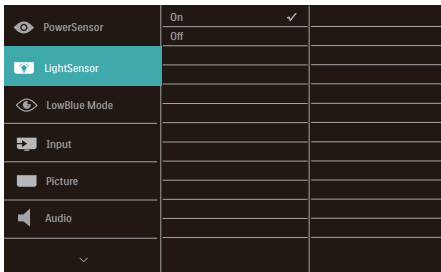 PowerSensor
LightSensor
LowBlue Mode
Input
Picture
Audio
On
Off